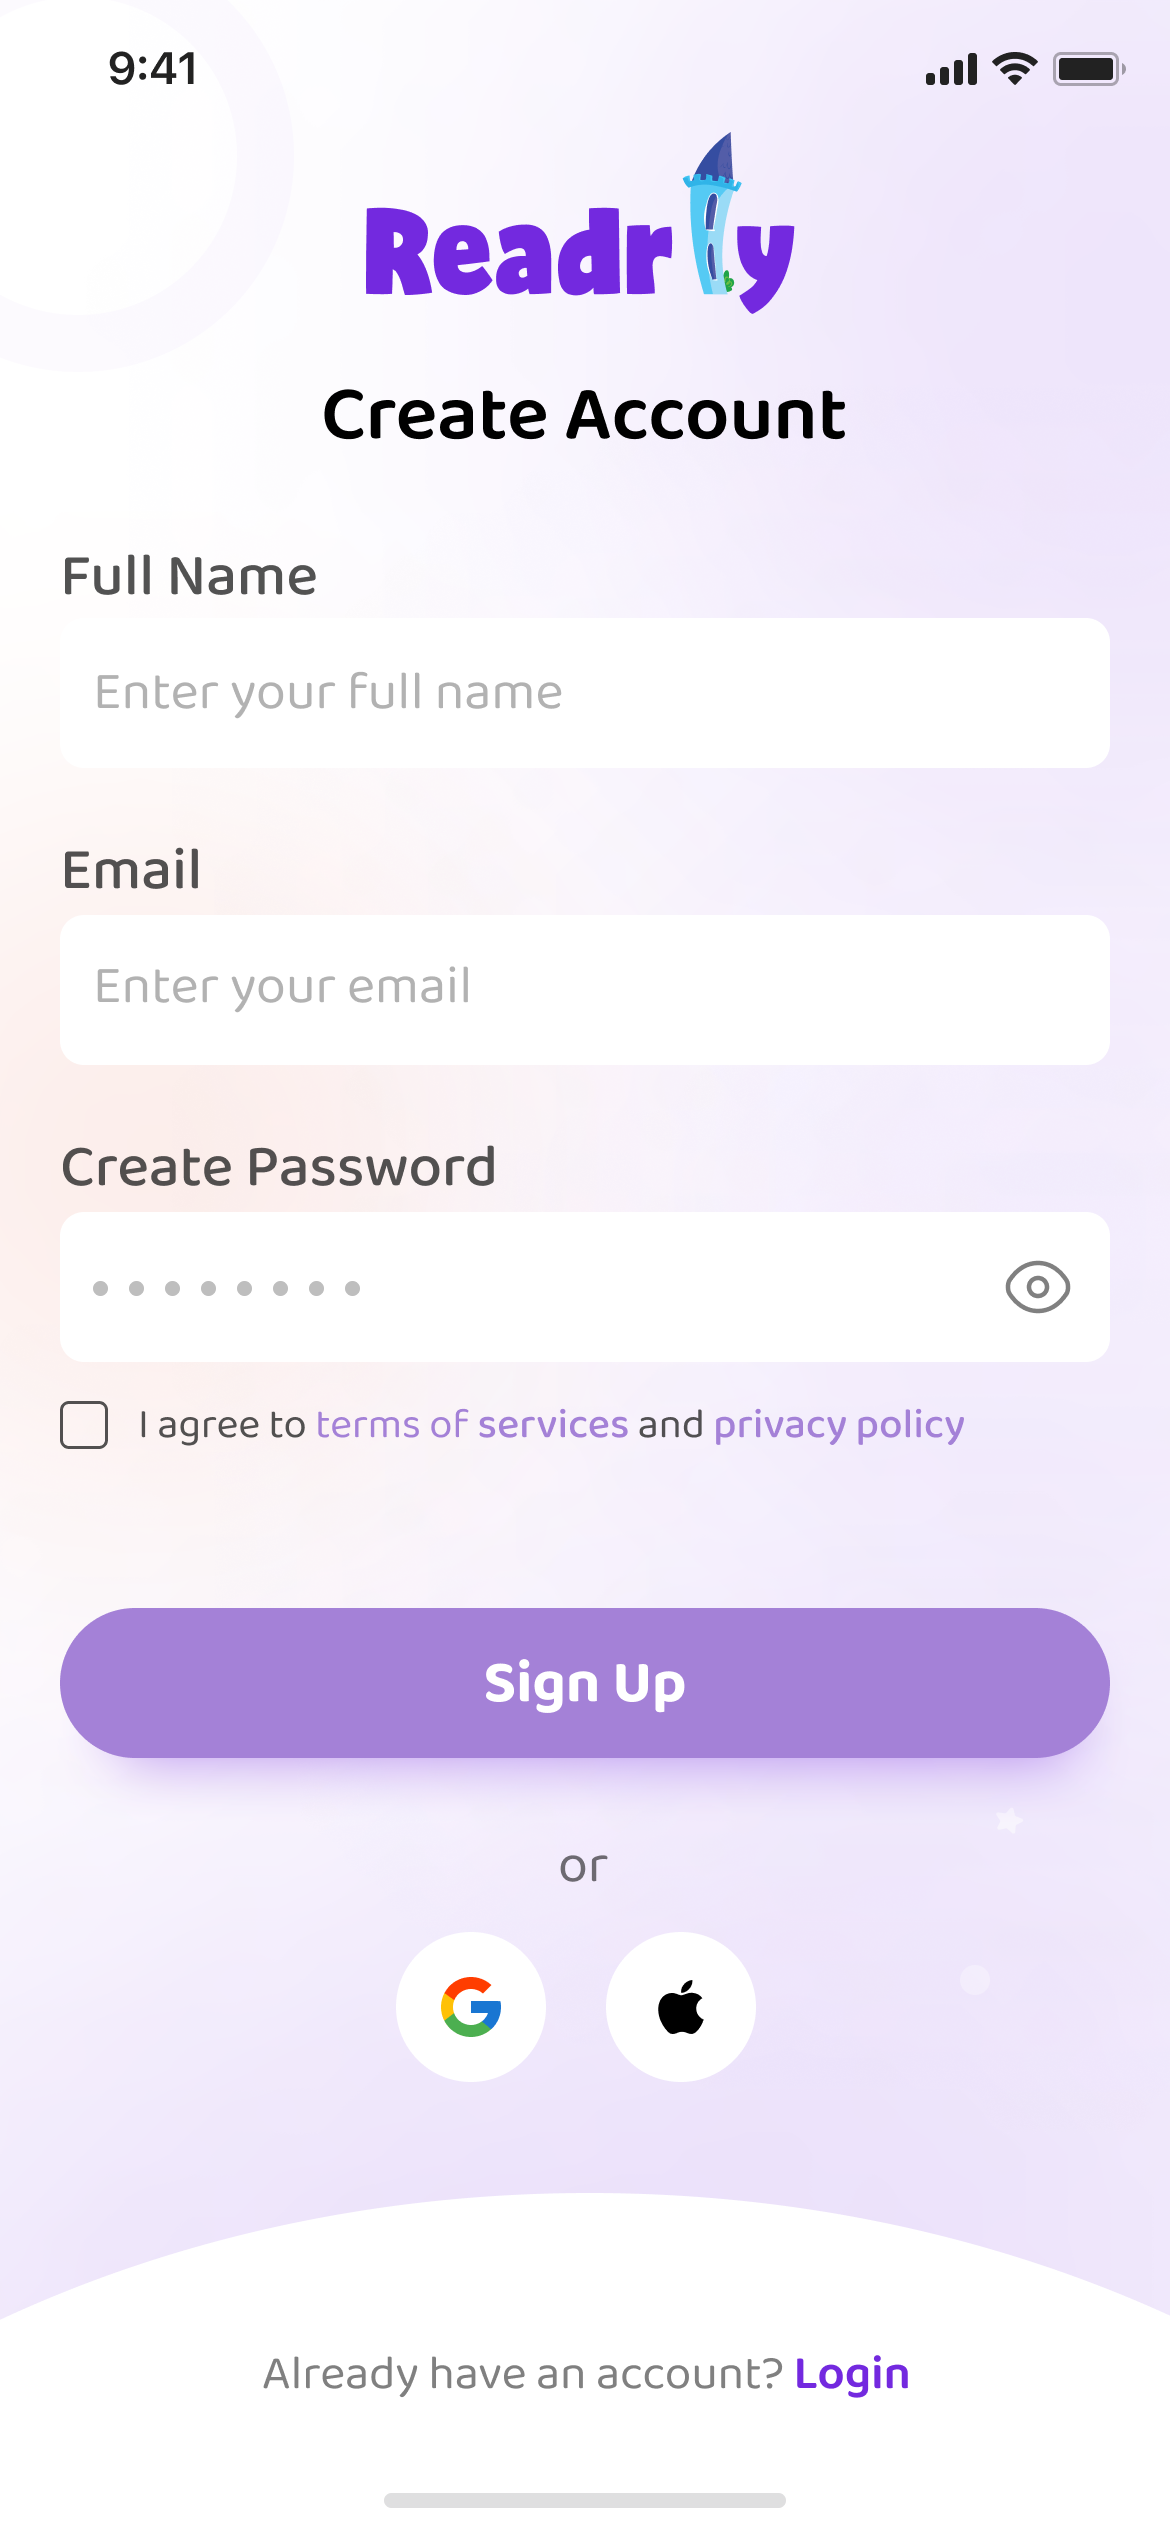 9:41
Readrly
Create Account
Full Name
Enter your full name
Email
Enter your email
Create Password
I agree to terms of services and privacy policy
Sign Up
or
Already have an account? Login